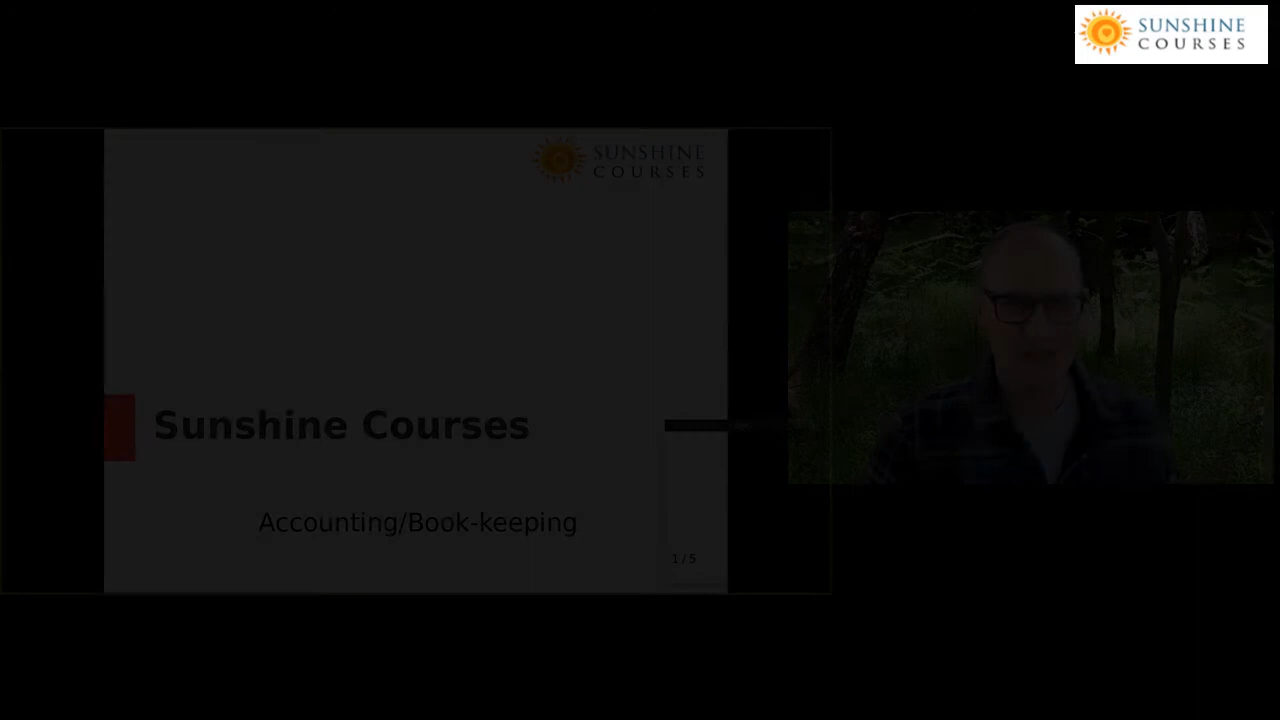 SUNSHINE
COURSES
SUNSHINE
COURSES
Sunshine Courses
Accounting/Book-keeping
1 / 5